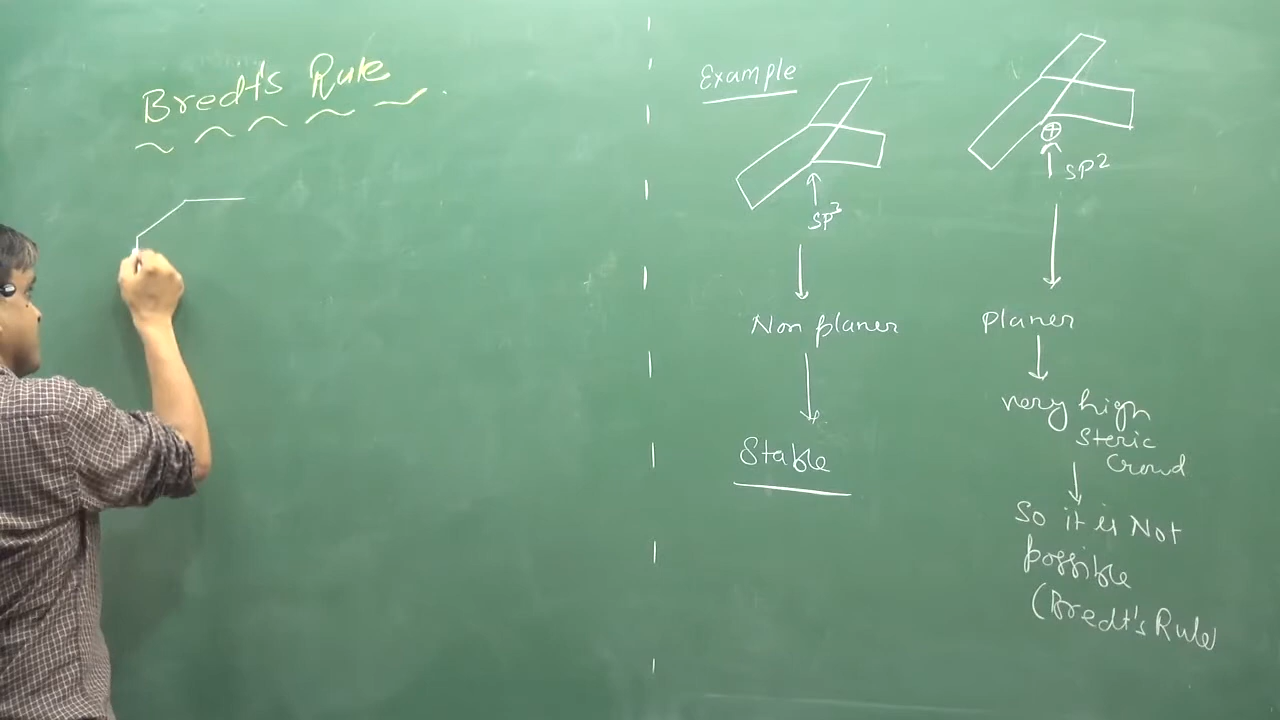 Bredt's Rule
Example
SP³
Non planer
Stable
⊕
SP²
planer
very high
Steric
Crowd
So it is Not
possible
(Bredt's Rule